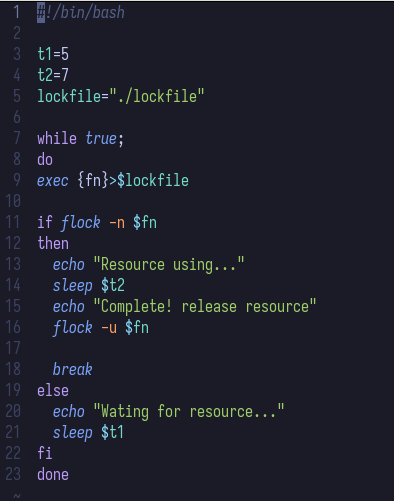 1 #!/bin/bash
2
3 t1=5
4 t2=7
5 lockfile="./lockfile"
6
7 while true;
8 do
9 exec {fn}>$lockfile
10
11 if flock -n $fn
12 then
13   echo "Resource using..."
14   sleep $t2
15   echo "Complete! release resource"
16   flock -u $fn
17
18   break
19 else
20   echo "Wating for resource..."
21   sleep $t1
22 fi
23 done
~